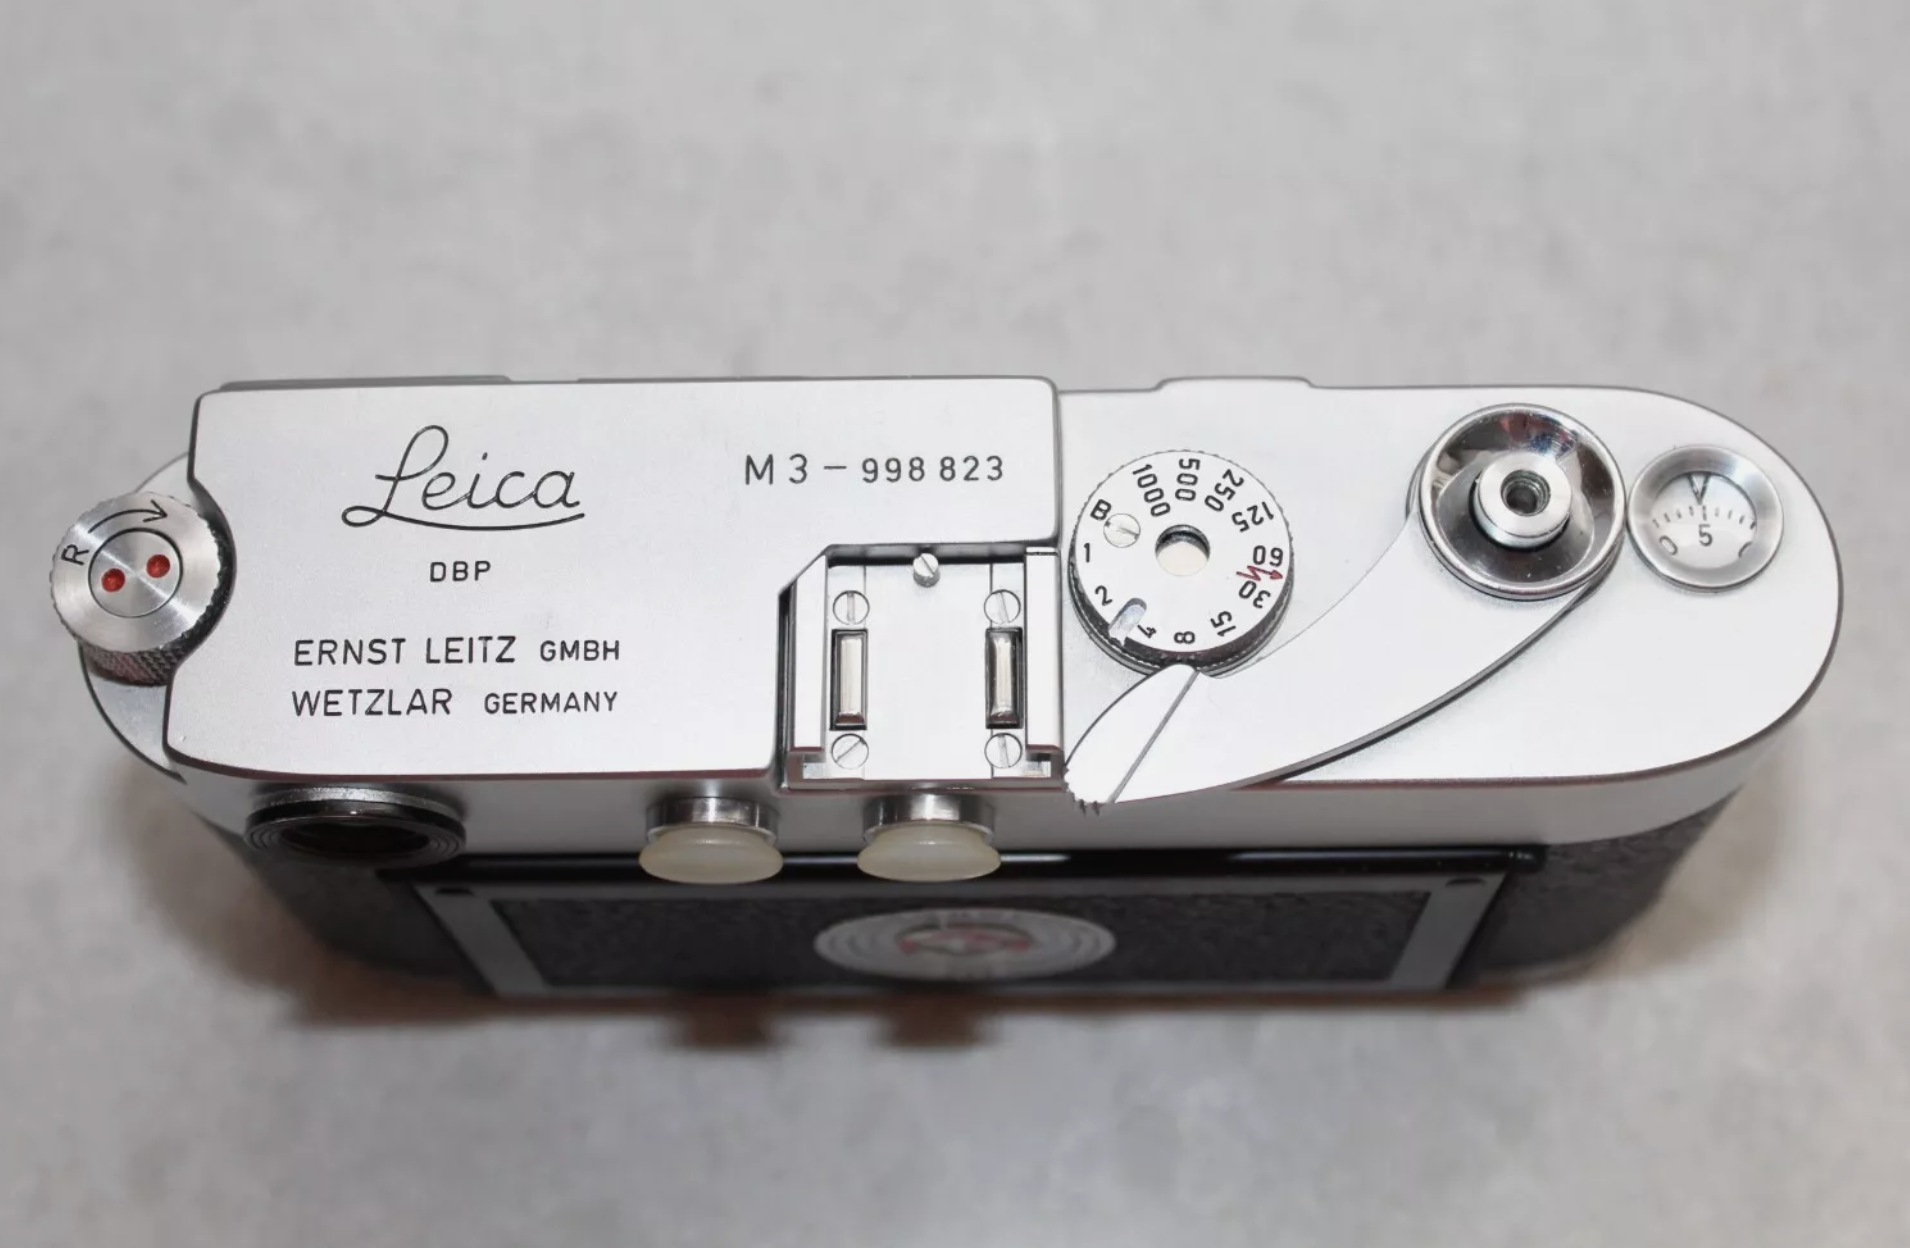 Leica
DBP
ERNST LEITZ GMBH
WETZLAR GERMANY
M3-998 823
R
B
1000
500
250
125
60
30
15
8
4
2
1
5